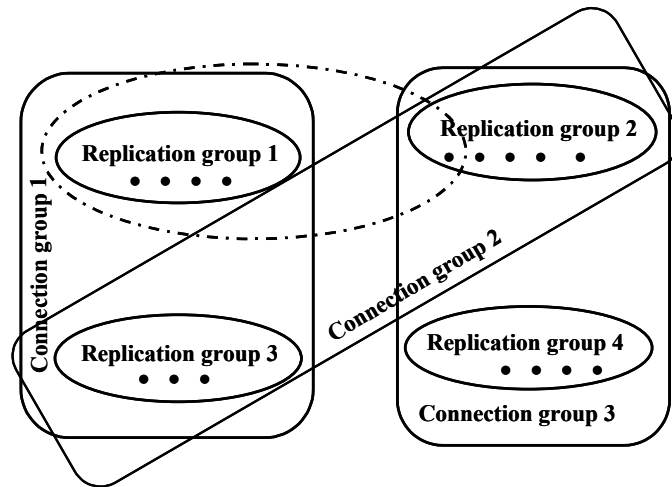 Replication group 1
Replication group 2
Connection group 1
Connection group 2
Replication group 3
Replication group 4
Connection group 3